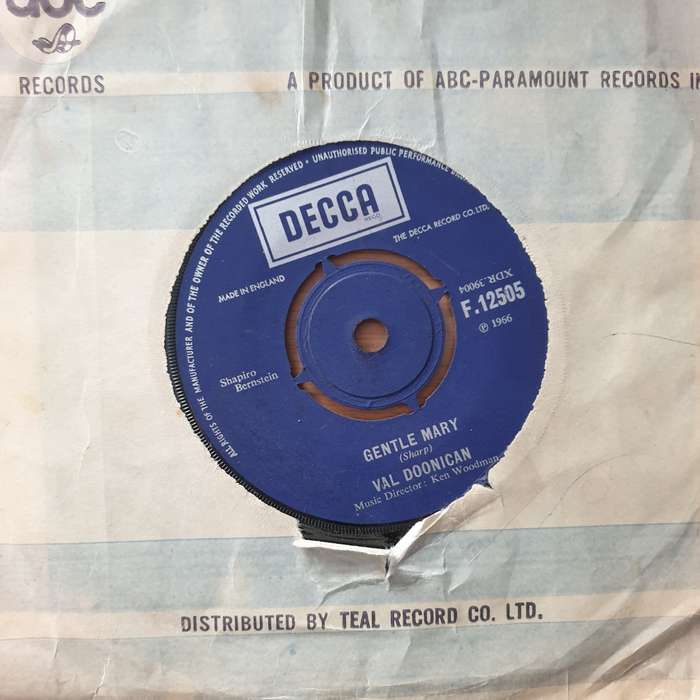 abc
RECORDS
A PRODUCT OF ABC-PARAMOUNT RECORDS IN
ALL RIGHTS OF THE MANUFACTURER AND OF THE OWNER OF THE RECORDED WORK RESERVED • UNAUTHORISED PUBLIC PERFORMANCE
DECCA
THE DECCA RECORD CO. LTD.
MADE IN ENGLAND
XDR.39004
F.12505
℗ 1966
Shapiro
Bernstein
GENTLE MARY
(Sharp)
VAL DOONICAN
Music Director: Ken Woodman
DISTRIBUTED BY TEAL RECORD CO. LTD.